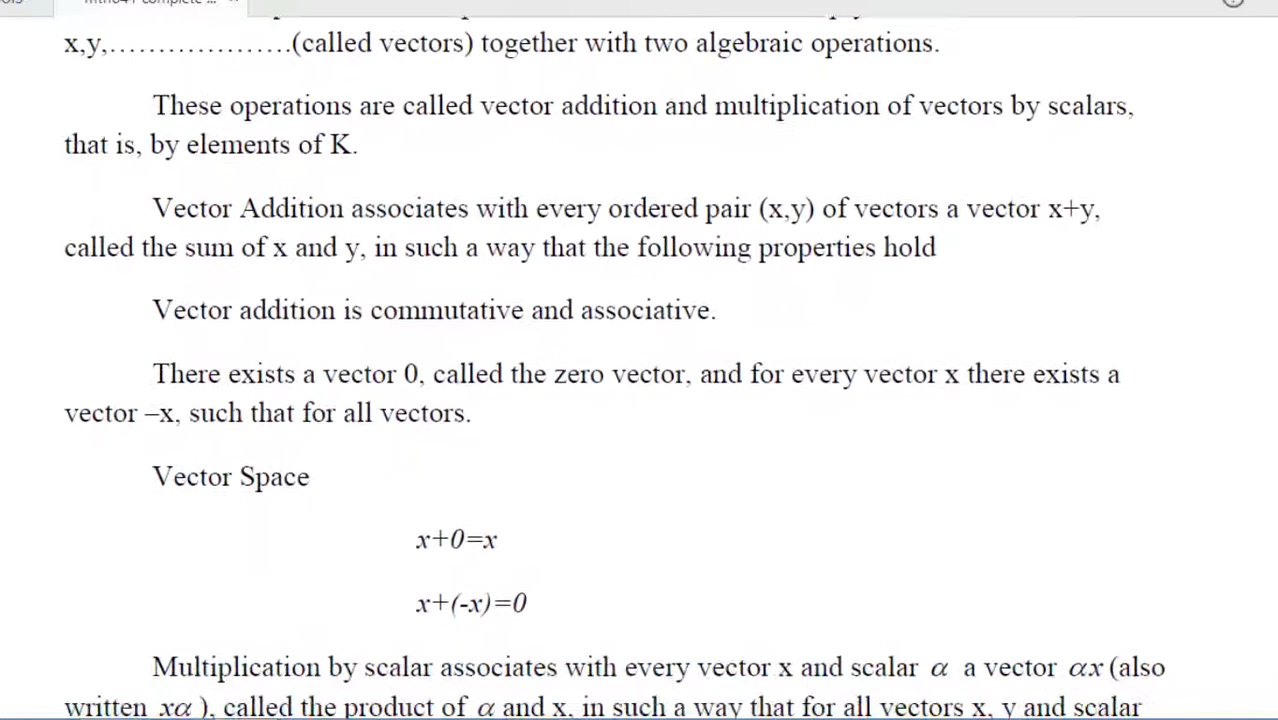 x,y,………………….(called vectors) together with two algebraic operations.
These operations are called vector addition and multiplication of vectors by scalars,
that is, by elements of K.
Vector Addition associates with every ordered pair (x,y) of vectors a vector x+y,
called the sum of x and y, in such a way that the following properties hold
Vector addition is commutative and associative.
There exists a vector 0, called the zero vector, and for every vector x there exists a
vector –x, such that for all vectors.
Vector Space
x+0=x
x+(-x)=0
Multiplication by scalar associates with every vector x and scalar α a vector αx (also
written xα ), called the product of α and x, in such a way that for all vectors x, y and scalar